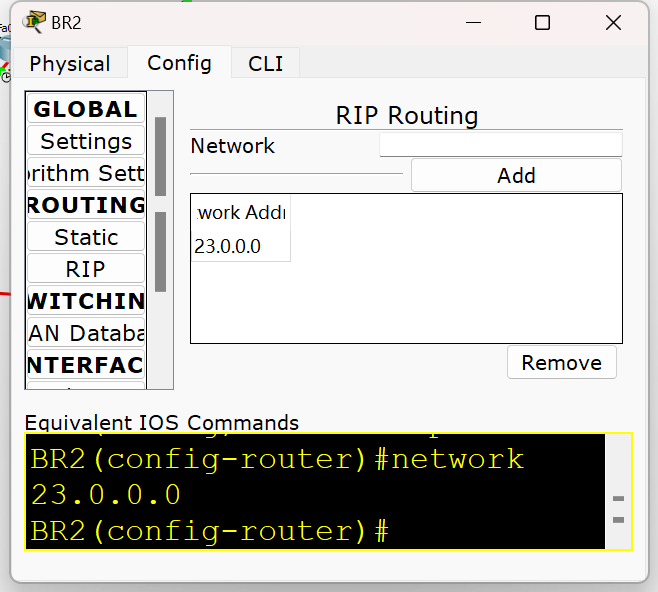 Fa0
BR2
Physical
Config
CLI
GLOBAL
Settings
orithm Sett
ROUTING
Static
RIP
WITCHIN
AN Databa
NTERFAC
RIP Routing
Network
Add
work Addr
23.0.0.0
Remove
Equivalent IOS Commands
BR2(config-router)#network
23.0.0.0
BR2(config-router)#